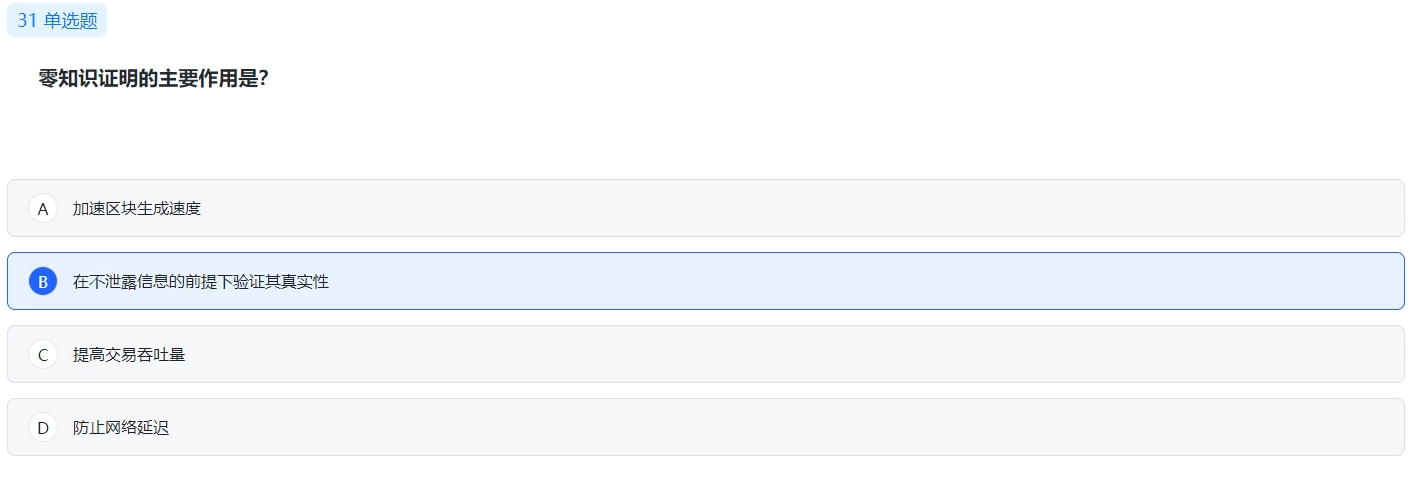 31 单选题
零知识证明的主要作用是?
A 加速区块生成速度
B 在不泄露信息的前提下验证其真实性
C 提高交易吞吐量
D 防止网络延迟